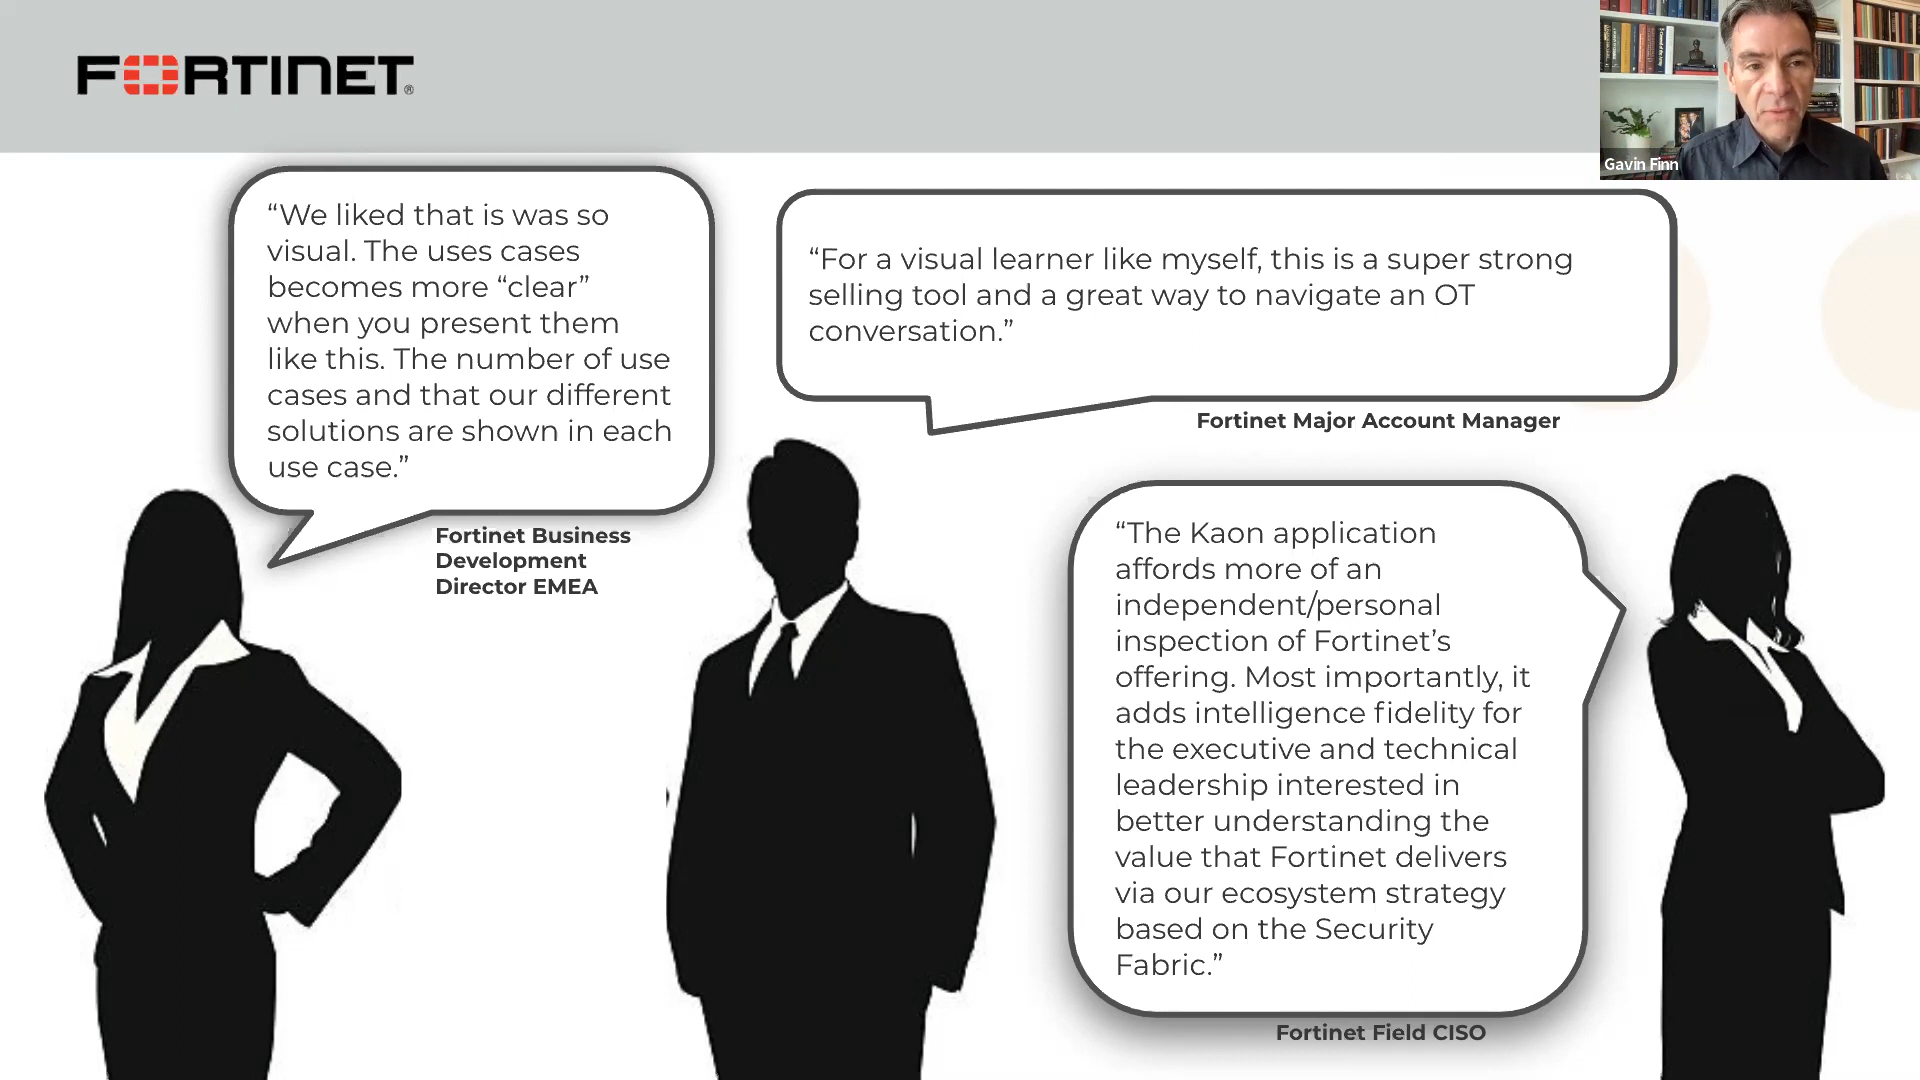 FORTINET®
Gavin Finn
“We liked that is was so
visual. The uses cases
becomes more “clear”
when you present them
like this. The number of use
cases and that our different
solutions are shown in each
use case.”
Fortinet Business
Development
Director EMEA
“For a visual learner like myself, this is a super strong
selling tool and a great way to navigate an OT
conversation.”
Fortinet Major Account Manager
“The Kaon application
affords more of an
independent/personal
inspection of Fortinet’s
offering. Most importantly, it
adds intelligence fidelity for
the executive and technical
leadership interested in
better understanding the
value that Fortinet delivers
via our ecosystem strategy
based on the Security
Fabric.”
Fortinet Field CISO